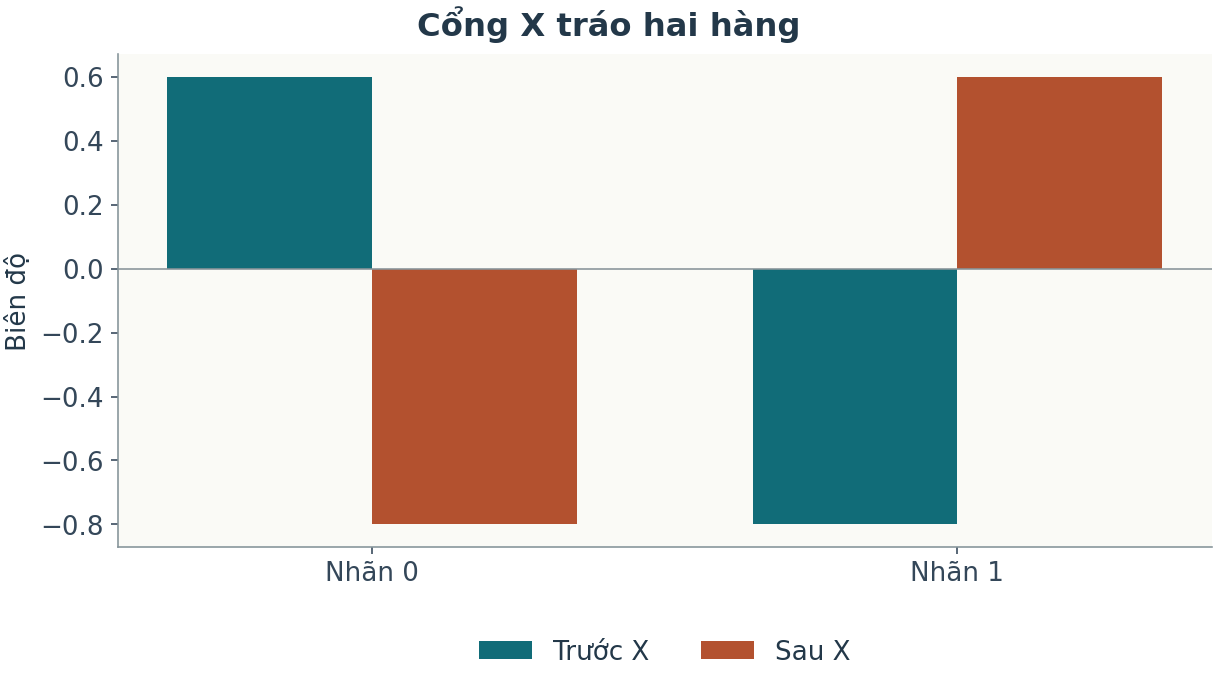 Cổng X tráo hai hàng
Biên độ
0.6
0.4
0.2
0.0
−0.2
−0.4
−0.6
−0.8
Nhãn 0
Nhãn 1
Trước X
Sau X